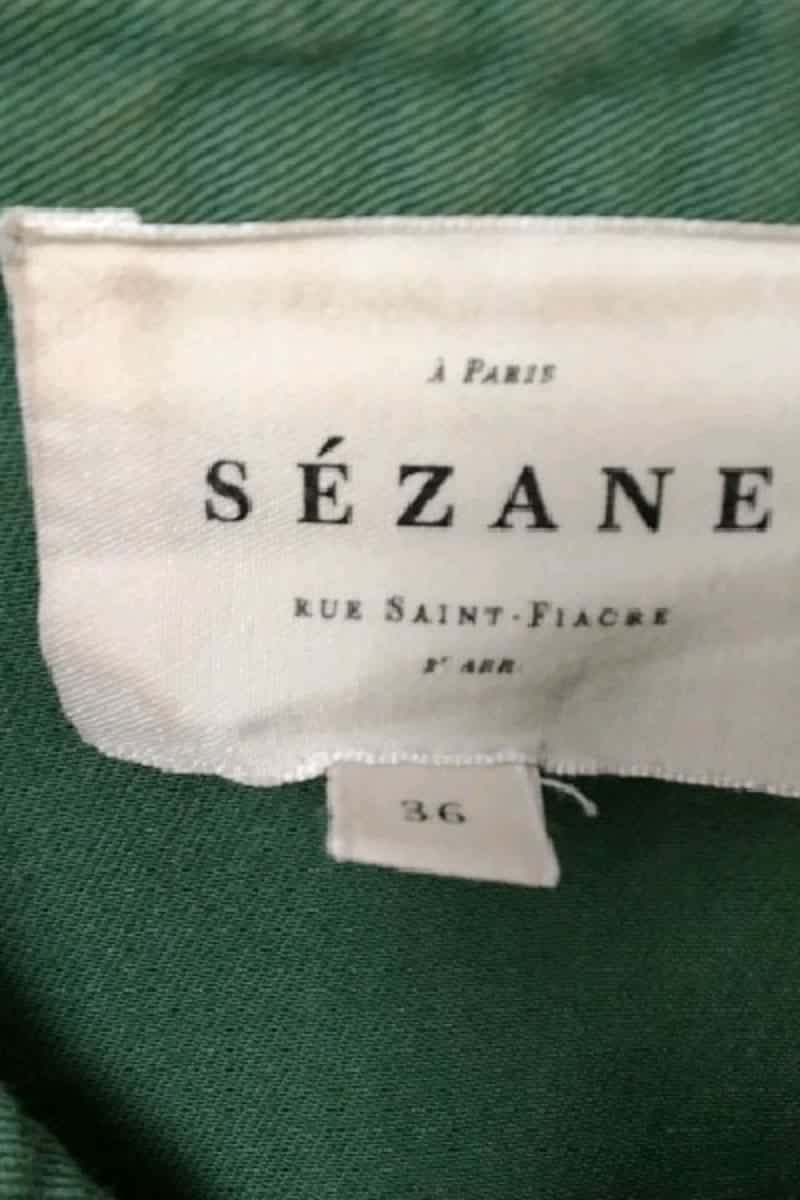 À PARIS
SÉZANE
RUE SAINT-FIACRE
2ᵉ ARR
36